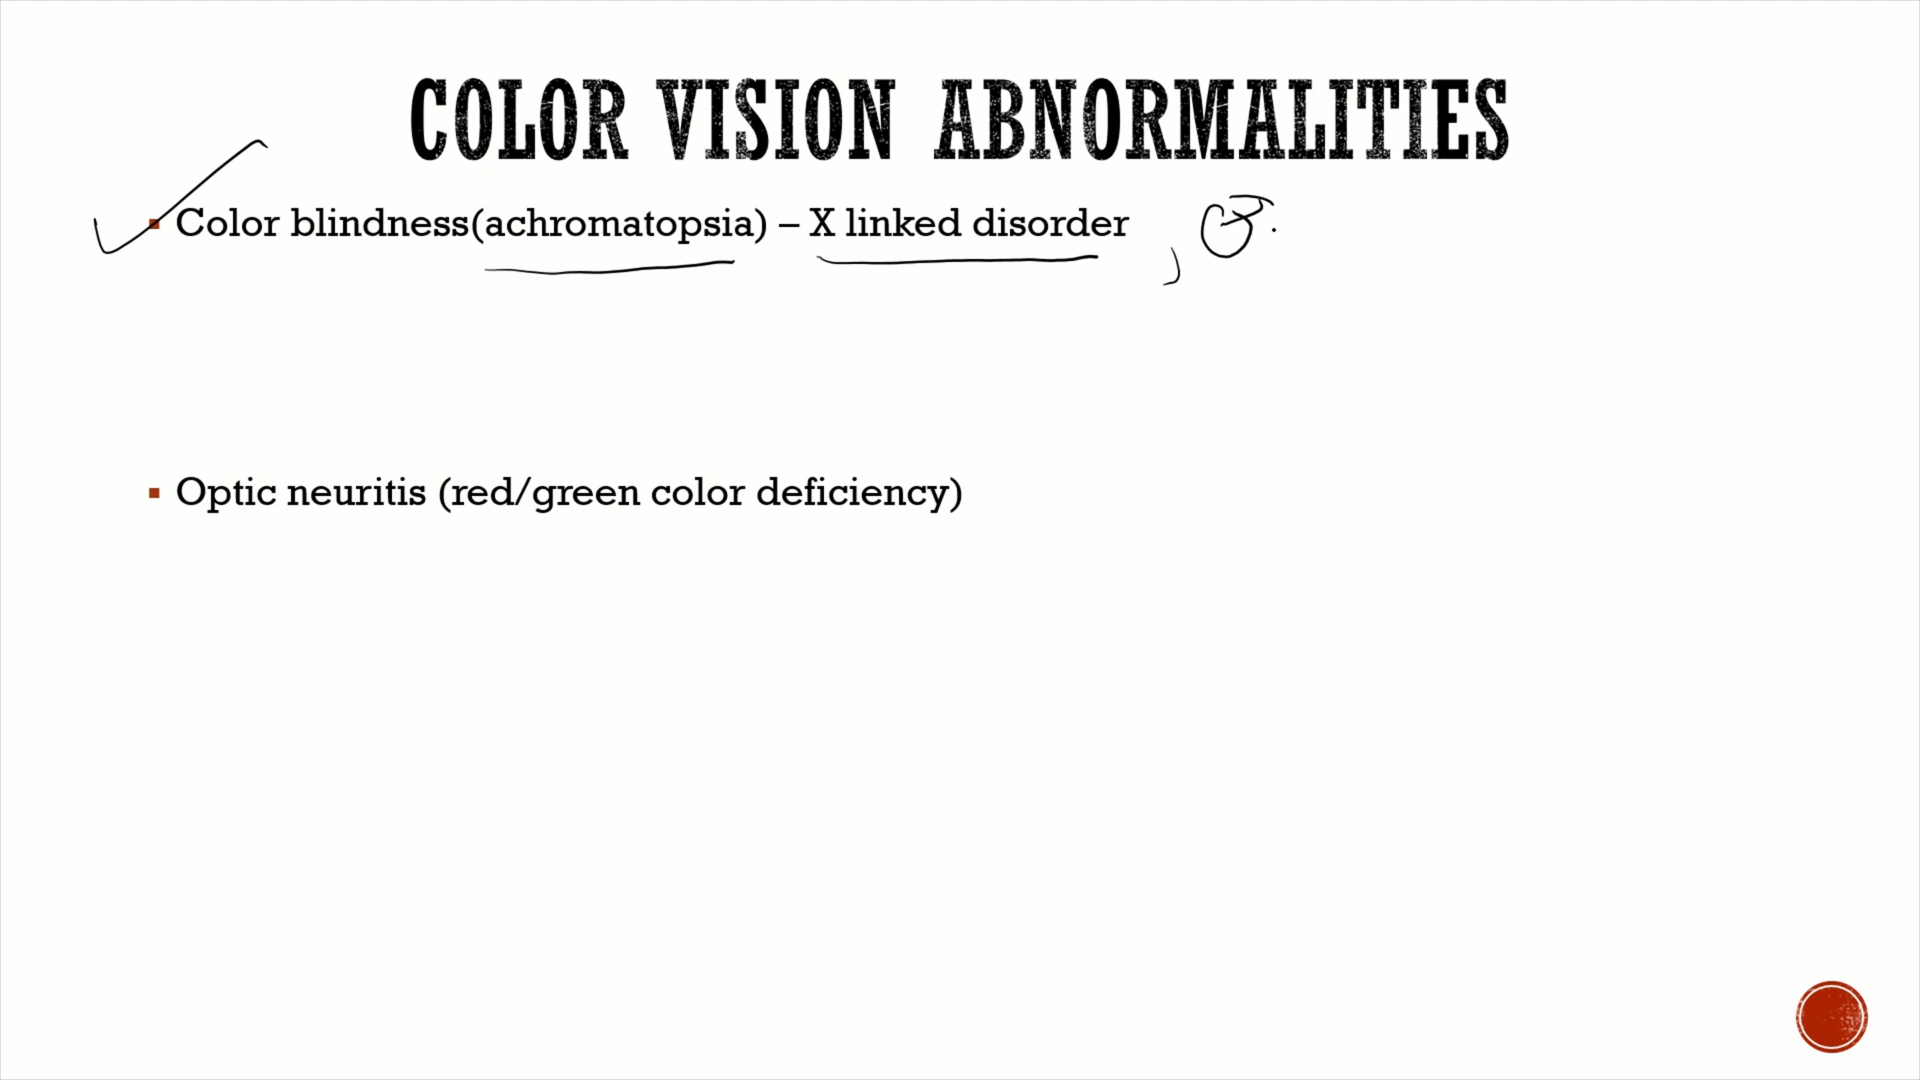 COLOR VISION ABNORMALITIES
Color blindness(achromatopsia) – X linked disorder , ♂
Optic neuritis (red/green color deficiency)